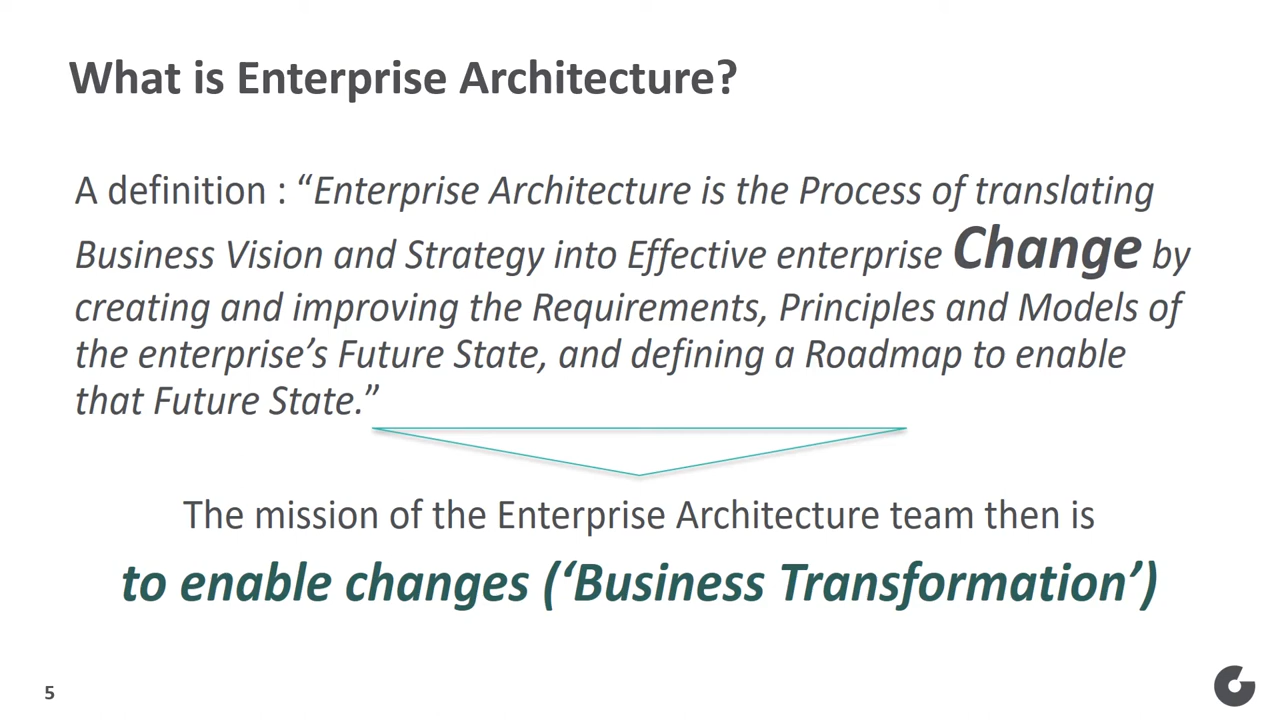 What is Enterprise Architecture?
A definition : “Enterprise Architecture is the Process of translating
Business Vision and Strategy into Effective enterprise Change by
creating and improving the Requirements, Principles and Models of
the enterprise’s Future State, and defining a Roadmap to enable
that Future State.”
The mission of the Enterprise Architecture team then is
to enable changes (‘Business Transformation’)
5